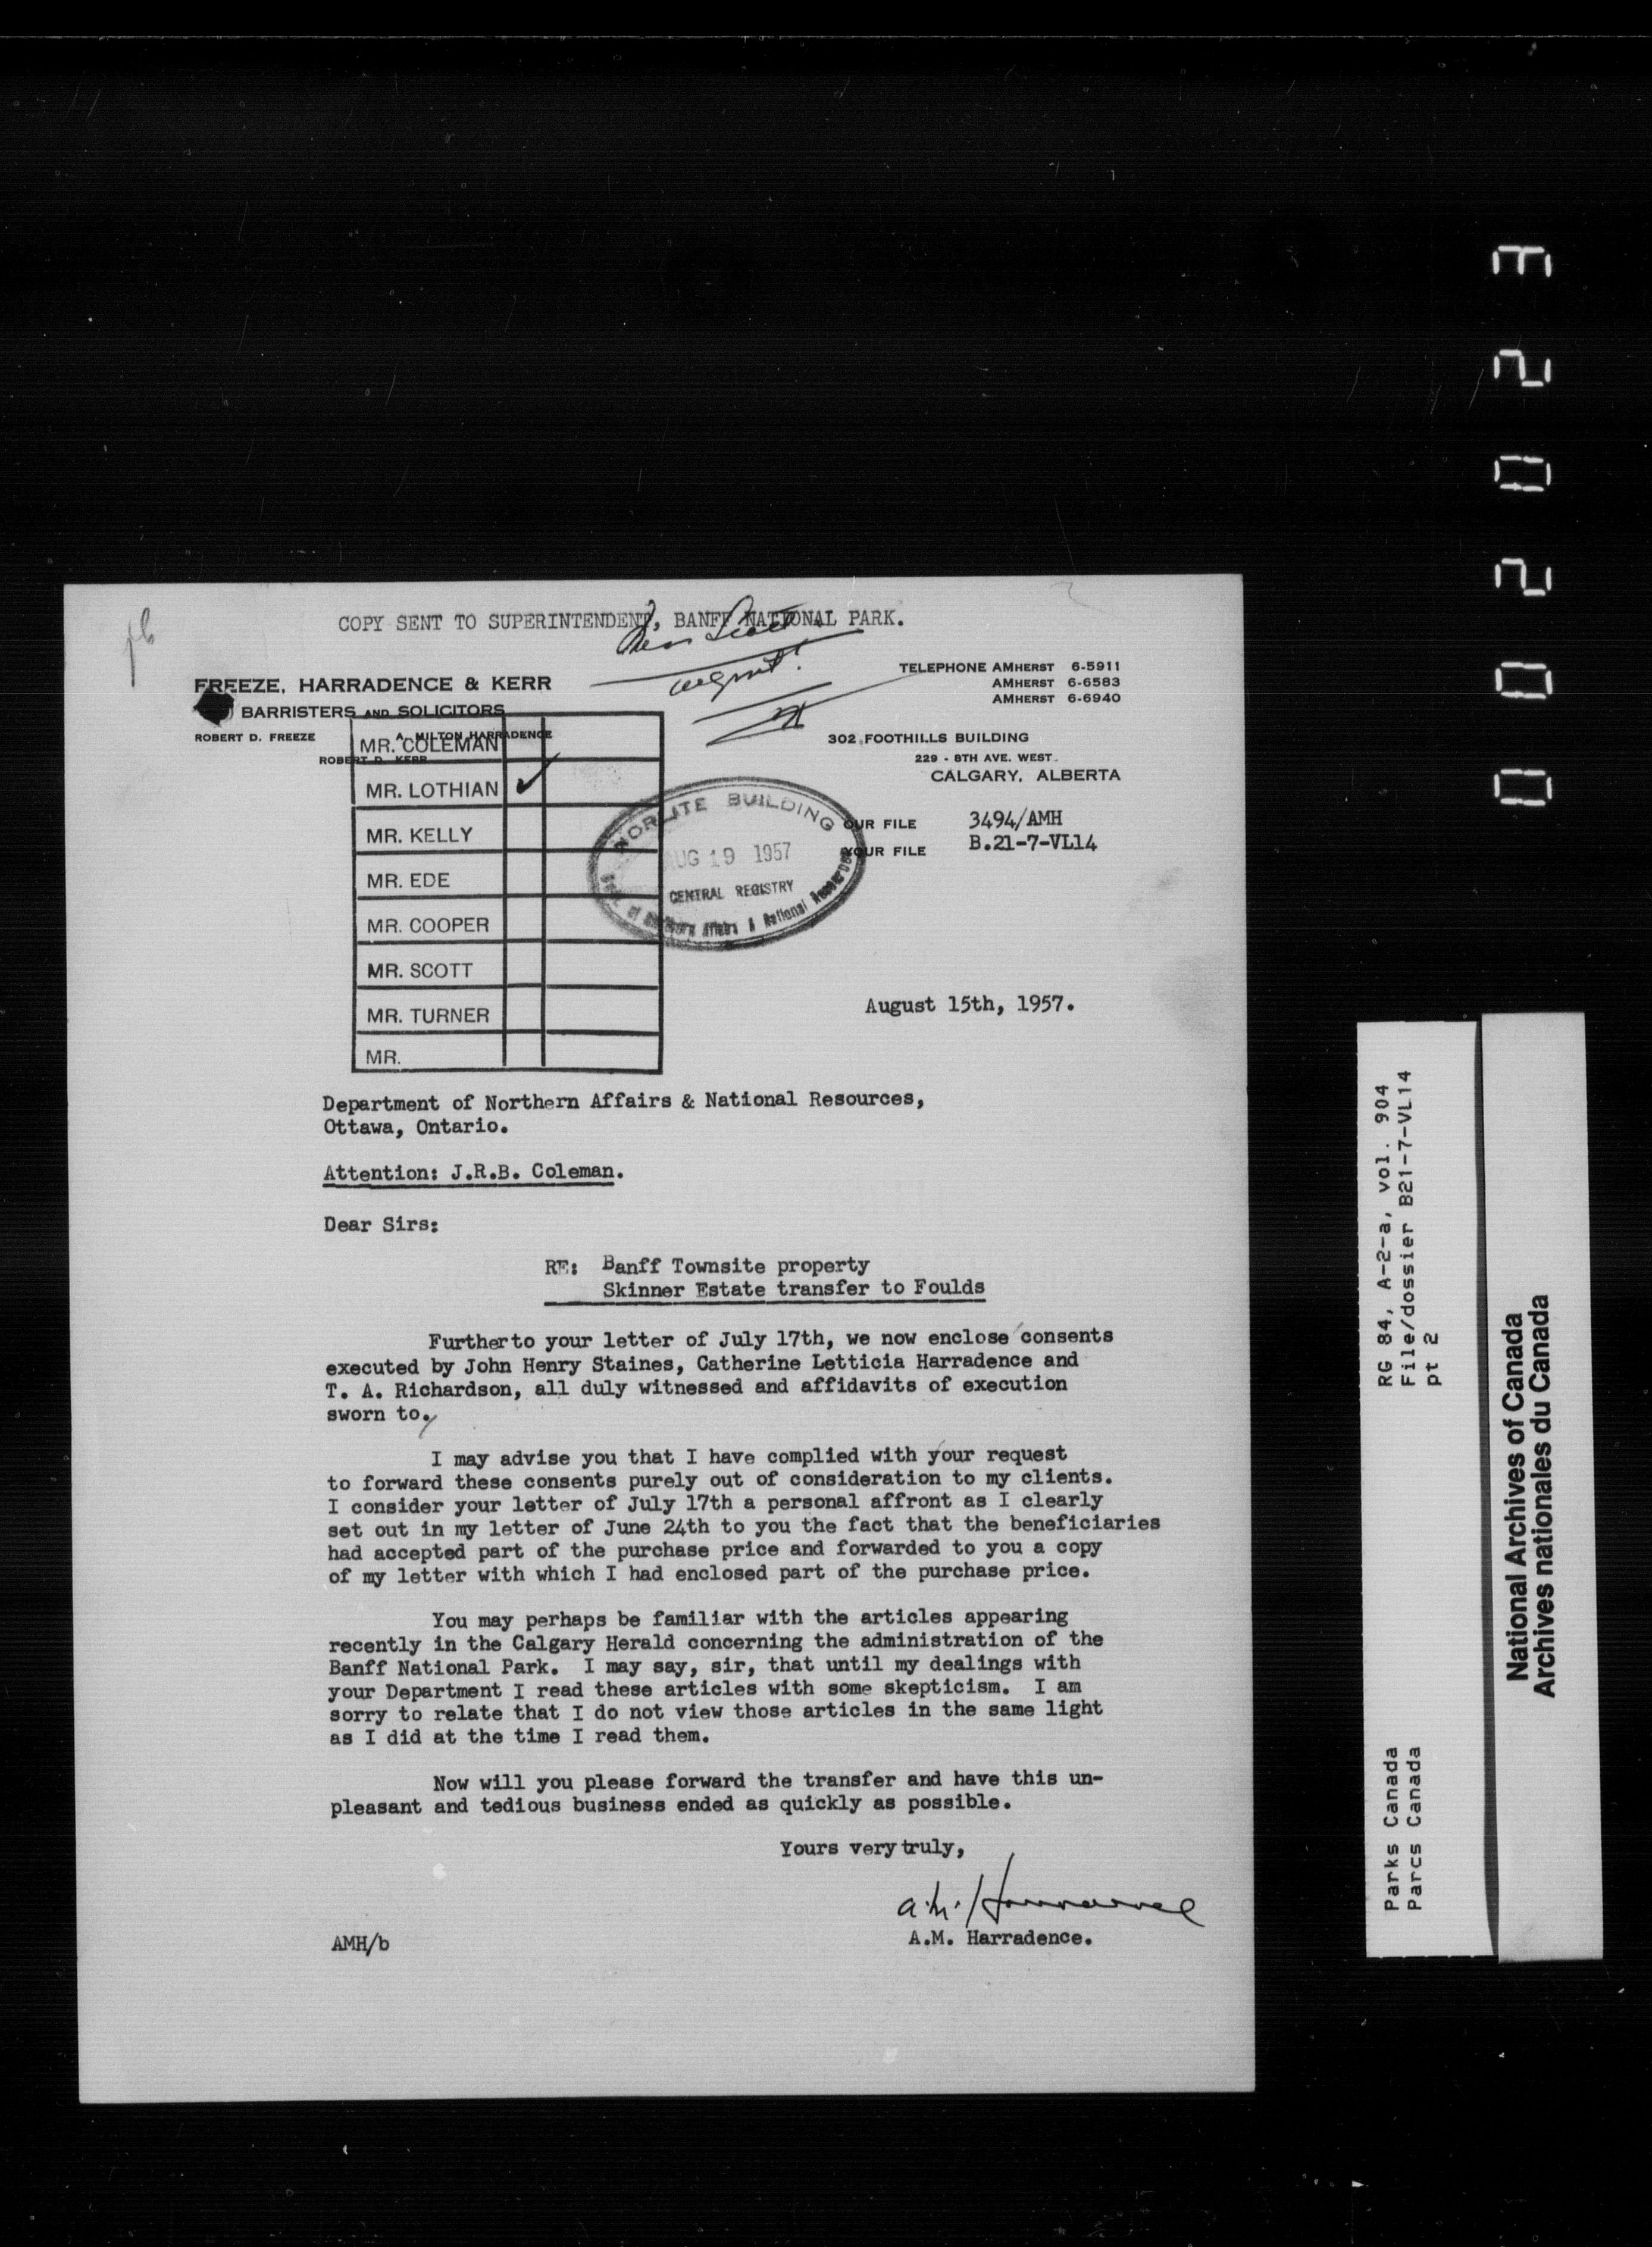 COPY SENT TO SUPERINTENDENT, BANFF NATIONAL PARK.
urgent!
FREEZE, HARRADENCE & KERR
BARRISTERS AND SOLICITORS
ROBERT D. FREEZE A. MILTON HARRADENCE
ROBERT D. KERR
TELEPHONE AMHERST 6-5911
AMHERST 6-6583
AMHERST 6-6940
302 FOOTHILLS BUILDING
229 - 8TH AVE. WEST
CALGARY, ALBERTA
MR. COLEMAN
MR. LOTHIAN
MR. KELLY
MR. EDE
MR. COOPER
MR. SCOTT
MR. TURNER
MR.
NORLITE BUILDING
AUG 19 1957
CENTRAL REGISTRY
Dept. of Northern Affairs & National Resources
OUR FILE 3494/AMH
YOUR FILE B.21-7-VL14
August 15th, 1957.
Department of Northern Affairs & National Resources,
Ottawa, Ontario.
Attention: J.R.B. Coleman.
Dear Sirs:
RE: Banff Townsite property
Skinner Estate transfer to Foulds
Further to your letter of July 17th, we now enclose consents
executed by John Henry Staines, Catherine Letticia Harradence and
T. A. Richardson, all duly witnessed and affidavits of execution
sworn to.
I may advise you that I have complied with your request
to forward these consents purely out of consideration to my clients.
I consider your letter of July 17th a personal affront as I clearly
set out in my letter of June 24th to you the fact that the beneficiaries
had accepted part of the purchase price and forwarded to you a copy
of my letter with which I had enclosed part of the purchase price.
You may perhaps be familiar with the articles appearing
recently in the Calgary Herald concerning the administration of the
Banff National Park. I may say, sir, that until my dealings with
your Department I read these articles with some skepticism. I am
sorry to relate that I do not view those articles in the same light
as I did at the time I read them.
Now will you please forward the transfer and have this un-
pleasant and tedious business ended as quickly as possible.
Yours very truly,
A.M. Harradence
A.M. Harradence.
AMH/b
000202 3
RG 84, A-2-a, vol. 904
File/dossier B21-7-VL14
pt 2
Parks Canada
Parcs Canada
National Archives of Canada
Archives nationales du Canada